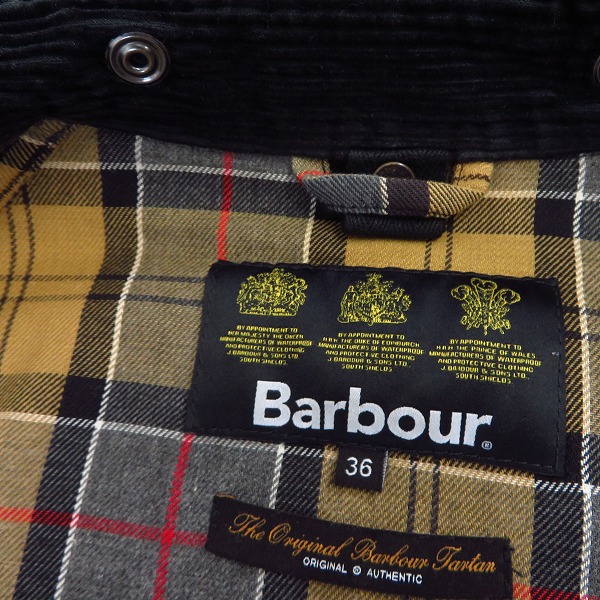 BY APPOINTMENT TO
HER MAJESTY THE QUEEN
MANUFACTURERS OF WATERPROOF
AND PROTECTIVE CLOTHING
J. BARBOUR & SONS LTD.
SOUTH SHIELDS.
BY APPOINTMENT TO
H.R.H. THE DUKE OF EDINBURGH
MANUFACTURERS OF WATERPROOF
AND PROTECTIVE CLOTHING
J. BARBOUR & SONS LTD.
SOUTH SHIELDS.
BY APPOINTMENT TO
H.R.H. THE PRINCE OF WALES
MANUFACTURERS OF WATERPROOF
AND PROTECTIVE CLOTHING
J. BARBOUR & SONS LTD.
SOUTH SHIELDS.
Barbour®
36
The Original Barbour Tartan
ORIGINAL ® AUTHENTIC